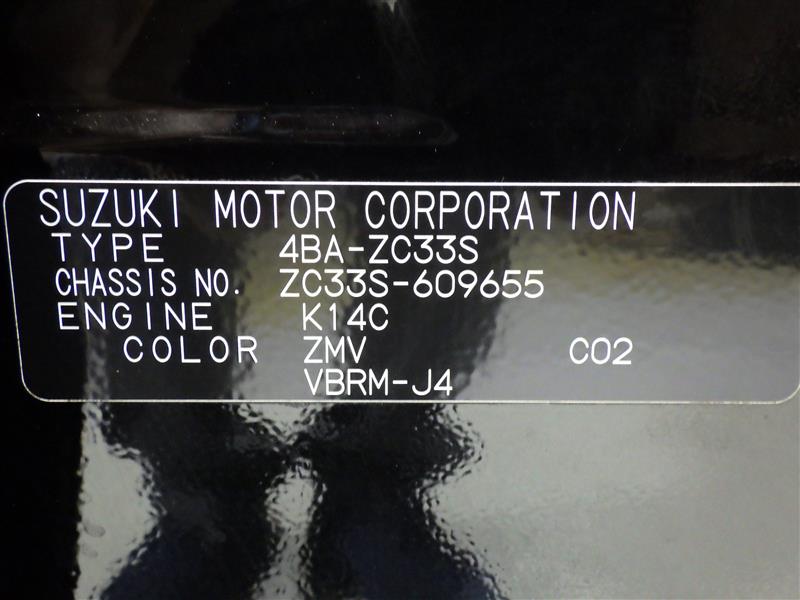 SUZUKI MOTOR CORPORATION
TYPE 4BA-ZC33S
CHASSIS NO. ZC33S-609655
ENGINE K14C
COLOR ZMV C02
VBRM-J4